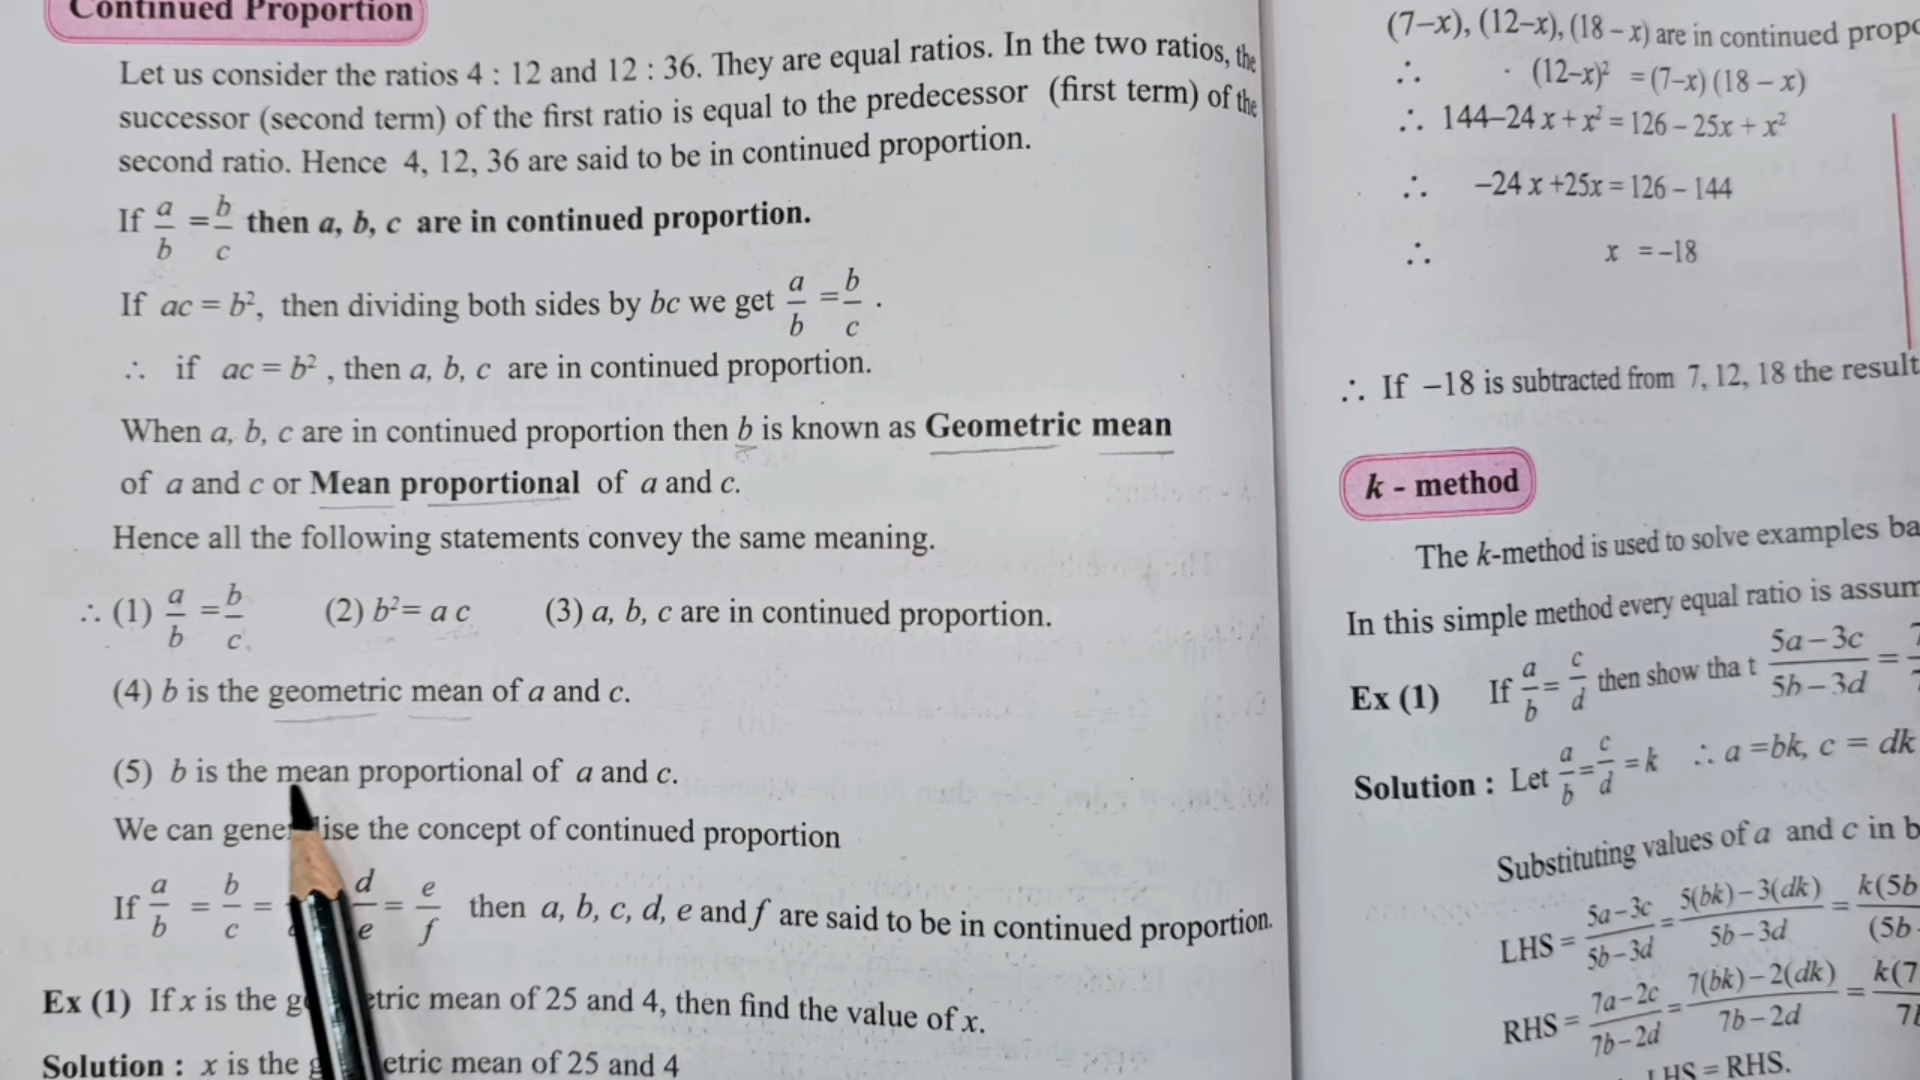 Continued Proportion
Let us consider the ratios 4 : 12 and 12 : 36. They are equal ratios. In the two ratios, the
successor (second term) of the first ratio is equal to the predecessor (first term) of the
second ratio. Hence 4, 12, 36 are said to be in continued proportion.
If a/b = b/c then a, b, c are in continued proportion.
If ac = b², then dividing both sides by bc we get a/b = b/c .
∴ if ac = b² , then a, b, c are in continued proportion.
When a, b, c are in continued proportion then b is known as Geometric mean
of a and c or Mean proportional of a and c.
Hence all the following statements convey the same meaning.
∴ (1) a/b = b/c (2) b²= a c (3) a, b, c are in continued proportion.
(4) b is the geometric mean of a and c.
(5) b is the mean proportional of a and c.
We can ise the concept of continued proportion
If a/b = b/c = d/e = e/f then a, b, c, d, e and f are said to be in continued proportion.
Ex (1) If x is the etric mean of 25 and 4, then find the value of x.
Solution : x is the etric mean of 25 and 4
(7–x), (12–x), (18 – x) are in continued propo
∴ (12–x)² = (7–x) (18 – x)
∴ 144–24 x + x² = 126 – 25x + x²
∴ –24 x +25x = 126 – 144
∴ x = –18
∴ If –18 is subtracted from 7, 12, 18 the result
k - method
The k-method is used to solve examples ba
In this simple method every equal ratio is assum
Ex (1) If a/b = c/d then show tha t (5a – 3c)/(5b – 3d) =
Solution : Let a/b = c/d = k ∴ a =bk, c = dk
Substituting values of a and c in b
LHS = (5a–3c)/(5b–3d) = (5(bk)–3(dk))/(5b–3d) = k(5b/(5b
RHS = (7a–2c)/(7b–2d) = (7(bk)–2(dk))/(7b–2d) = k(7/7
LHS = RHS.